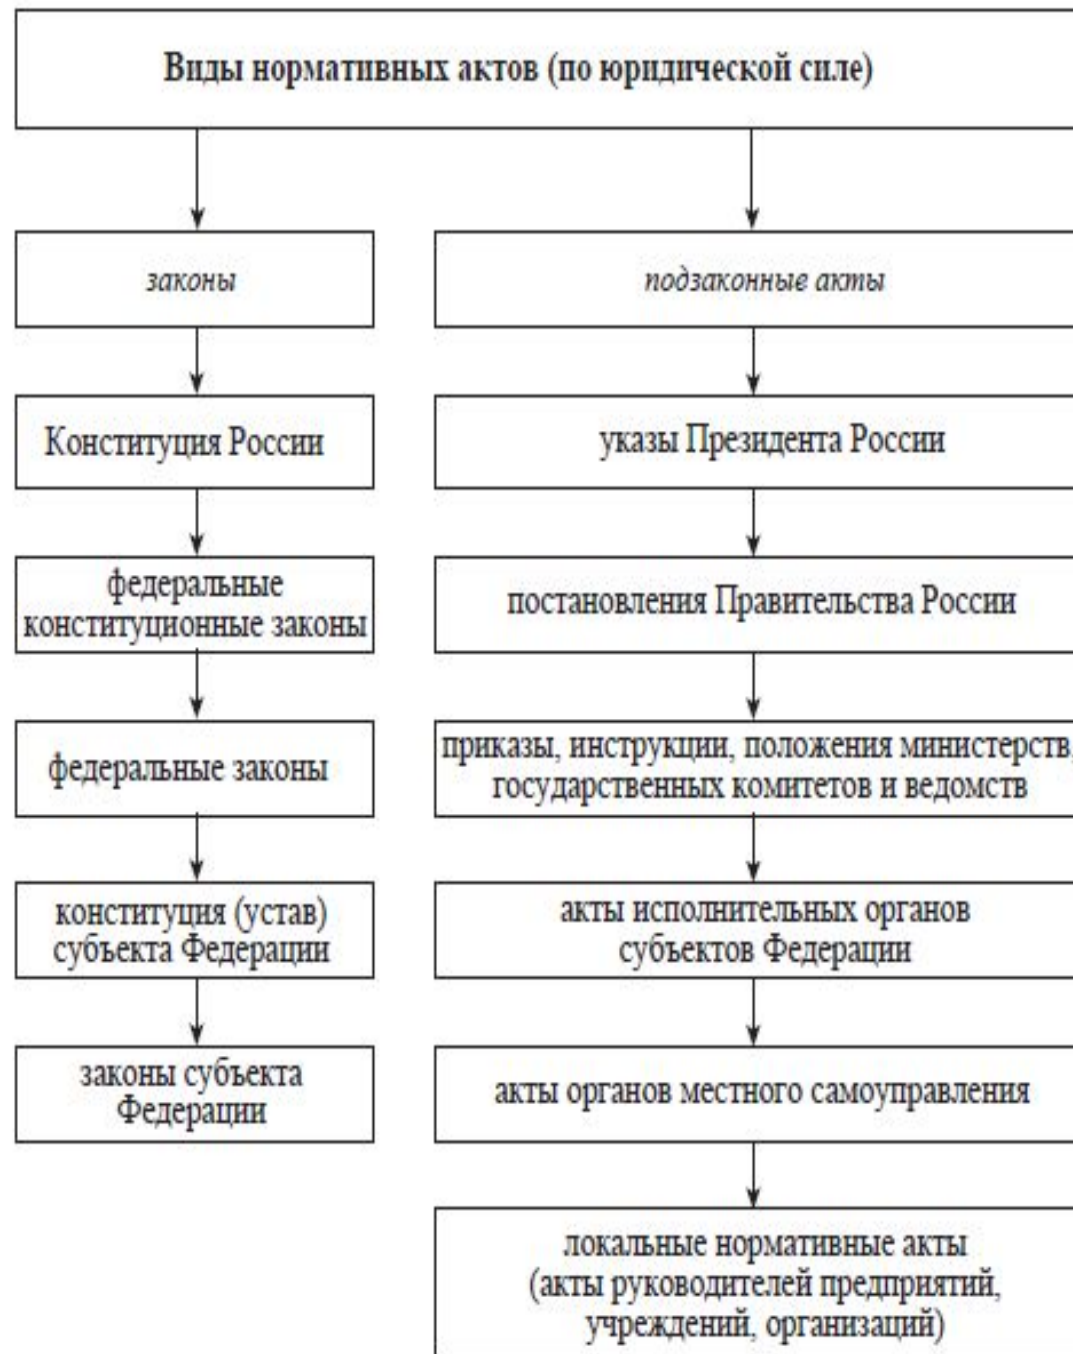 Виды нормативных актов (по юридической силе)
законы
подзаконные акты
Конституция России
указы Президента России
федеральные
конституционные законы
постановления Правительства России
федеральные законы
приказы, инструкции, положения министерств,
государственных комитетов и ведомств
конституция (устав)
субъекта Федерации
акты исполнительных органов
субъектов Федерации
законы субъекта
Федерации
акты органов местного самоуправления
локальные нормативные акты
(акты руководителей предприятий,
учреждений, организаций)